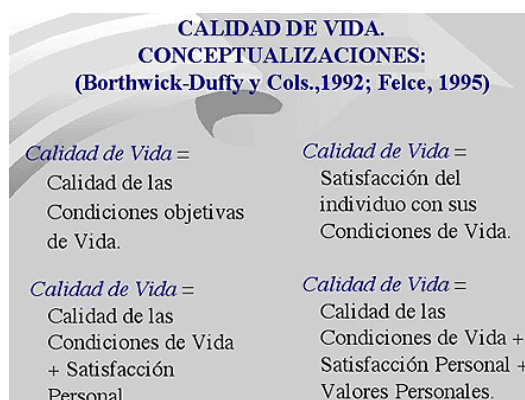 CALIDAD DE VIDA.
CONCEPTUALIZACIONES:
(Borthwick-Duffy y Cols.,1992; Felce, 1995)
Calidad de Vida =
Calidad de las
Condiciones objetivas
de Vida.
Calidad de Vida =
Satisfacción del
individuo con sus
Condiciones de Vida.
Calidad de Vida =
Calidad de las
Condiciones de Vida
+ Satisfacción
Personal
Calidad de Vida =
Calidad de las
Condiciones de Vida +
Satisfacción Personal +
Valores Personales.